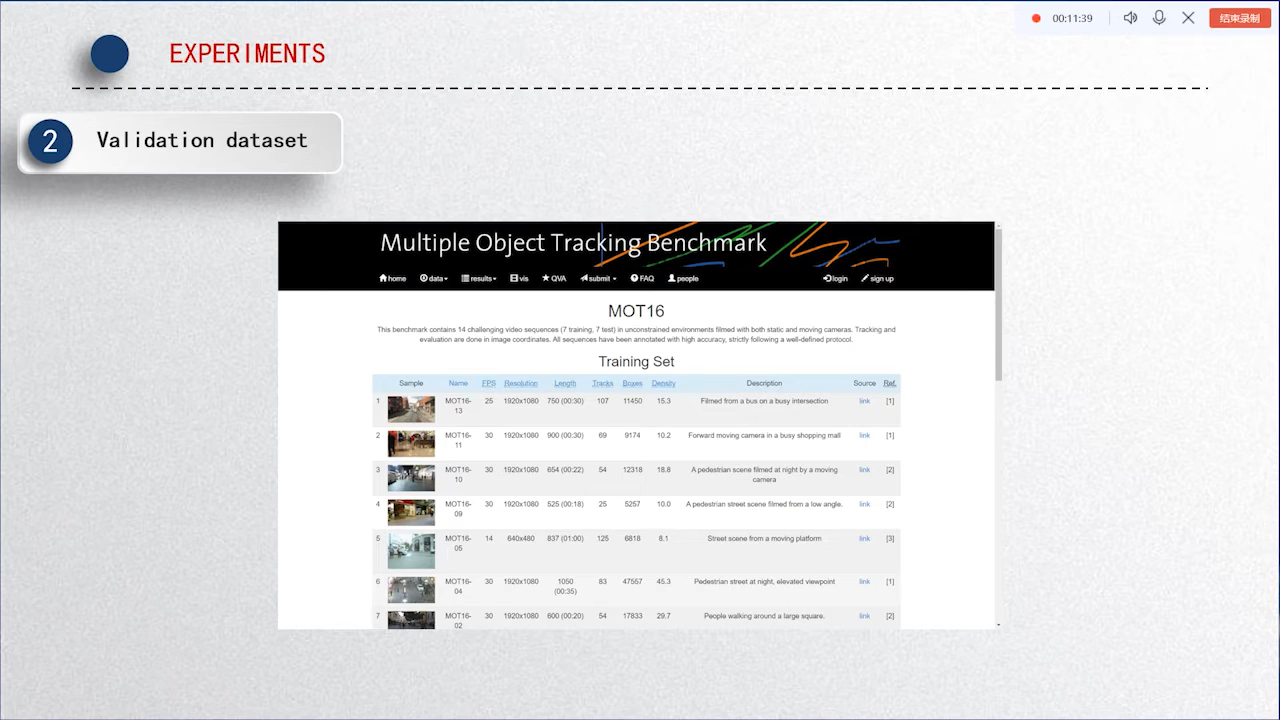 00:11:39
结束录制
EXPERIMENTS
2 Validation dataset
Multiple Object Tracking Benchmark
home data results vis QVA submit FAQ people login sign up
MOT16
This benchmark contains 14 challenging video sequences (7 training, 7 test) in unconstrained environments filmed with both static and moving cameras. Tracking and
evaluation are done in image coordinates. All sequences have been annotated with high accuracy, strictly following a well-defined protocol.
Training Set
Sample Name FPS Resolution Length Tracks Boxes Density Description Source Ref.
1 MOT16-13 25 1920x1080 750 (00:30) 107 11450 15.3 Filmed from a bus on a busy intersection link [1]
2 MOT16-11 30 1920x1080 900 (00:30) 69 9174 10.2 Forward moving camera in a busy shopping mall link [1]
3 MOT16-10 30 1920x1080 654 (00:22) 54 12318 18.8 A pedestrian scene filmed at night by a moving camera link [2]
4 MOT16-09 30 1920x1080 525 (00:18) 25 5257 10.0 A pedestrian street scene filmed from a low angle. link [2]
5 MOT16-05 14 640x480 837 (01:00) 125 6818 8.1 Street scene from a moving platform link [3]
6 MOT16-04 30 1920x1080 1050 (00:35) 83 47557 45.3 Pedestrian street at night, elevated viewpoint link [1]
7 MOT16-02 30 1920x1080 600 (00:20) 54 17833 29.7 People walking around a large square. link [2]